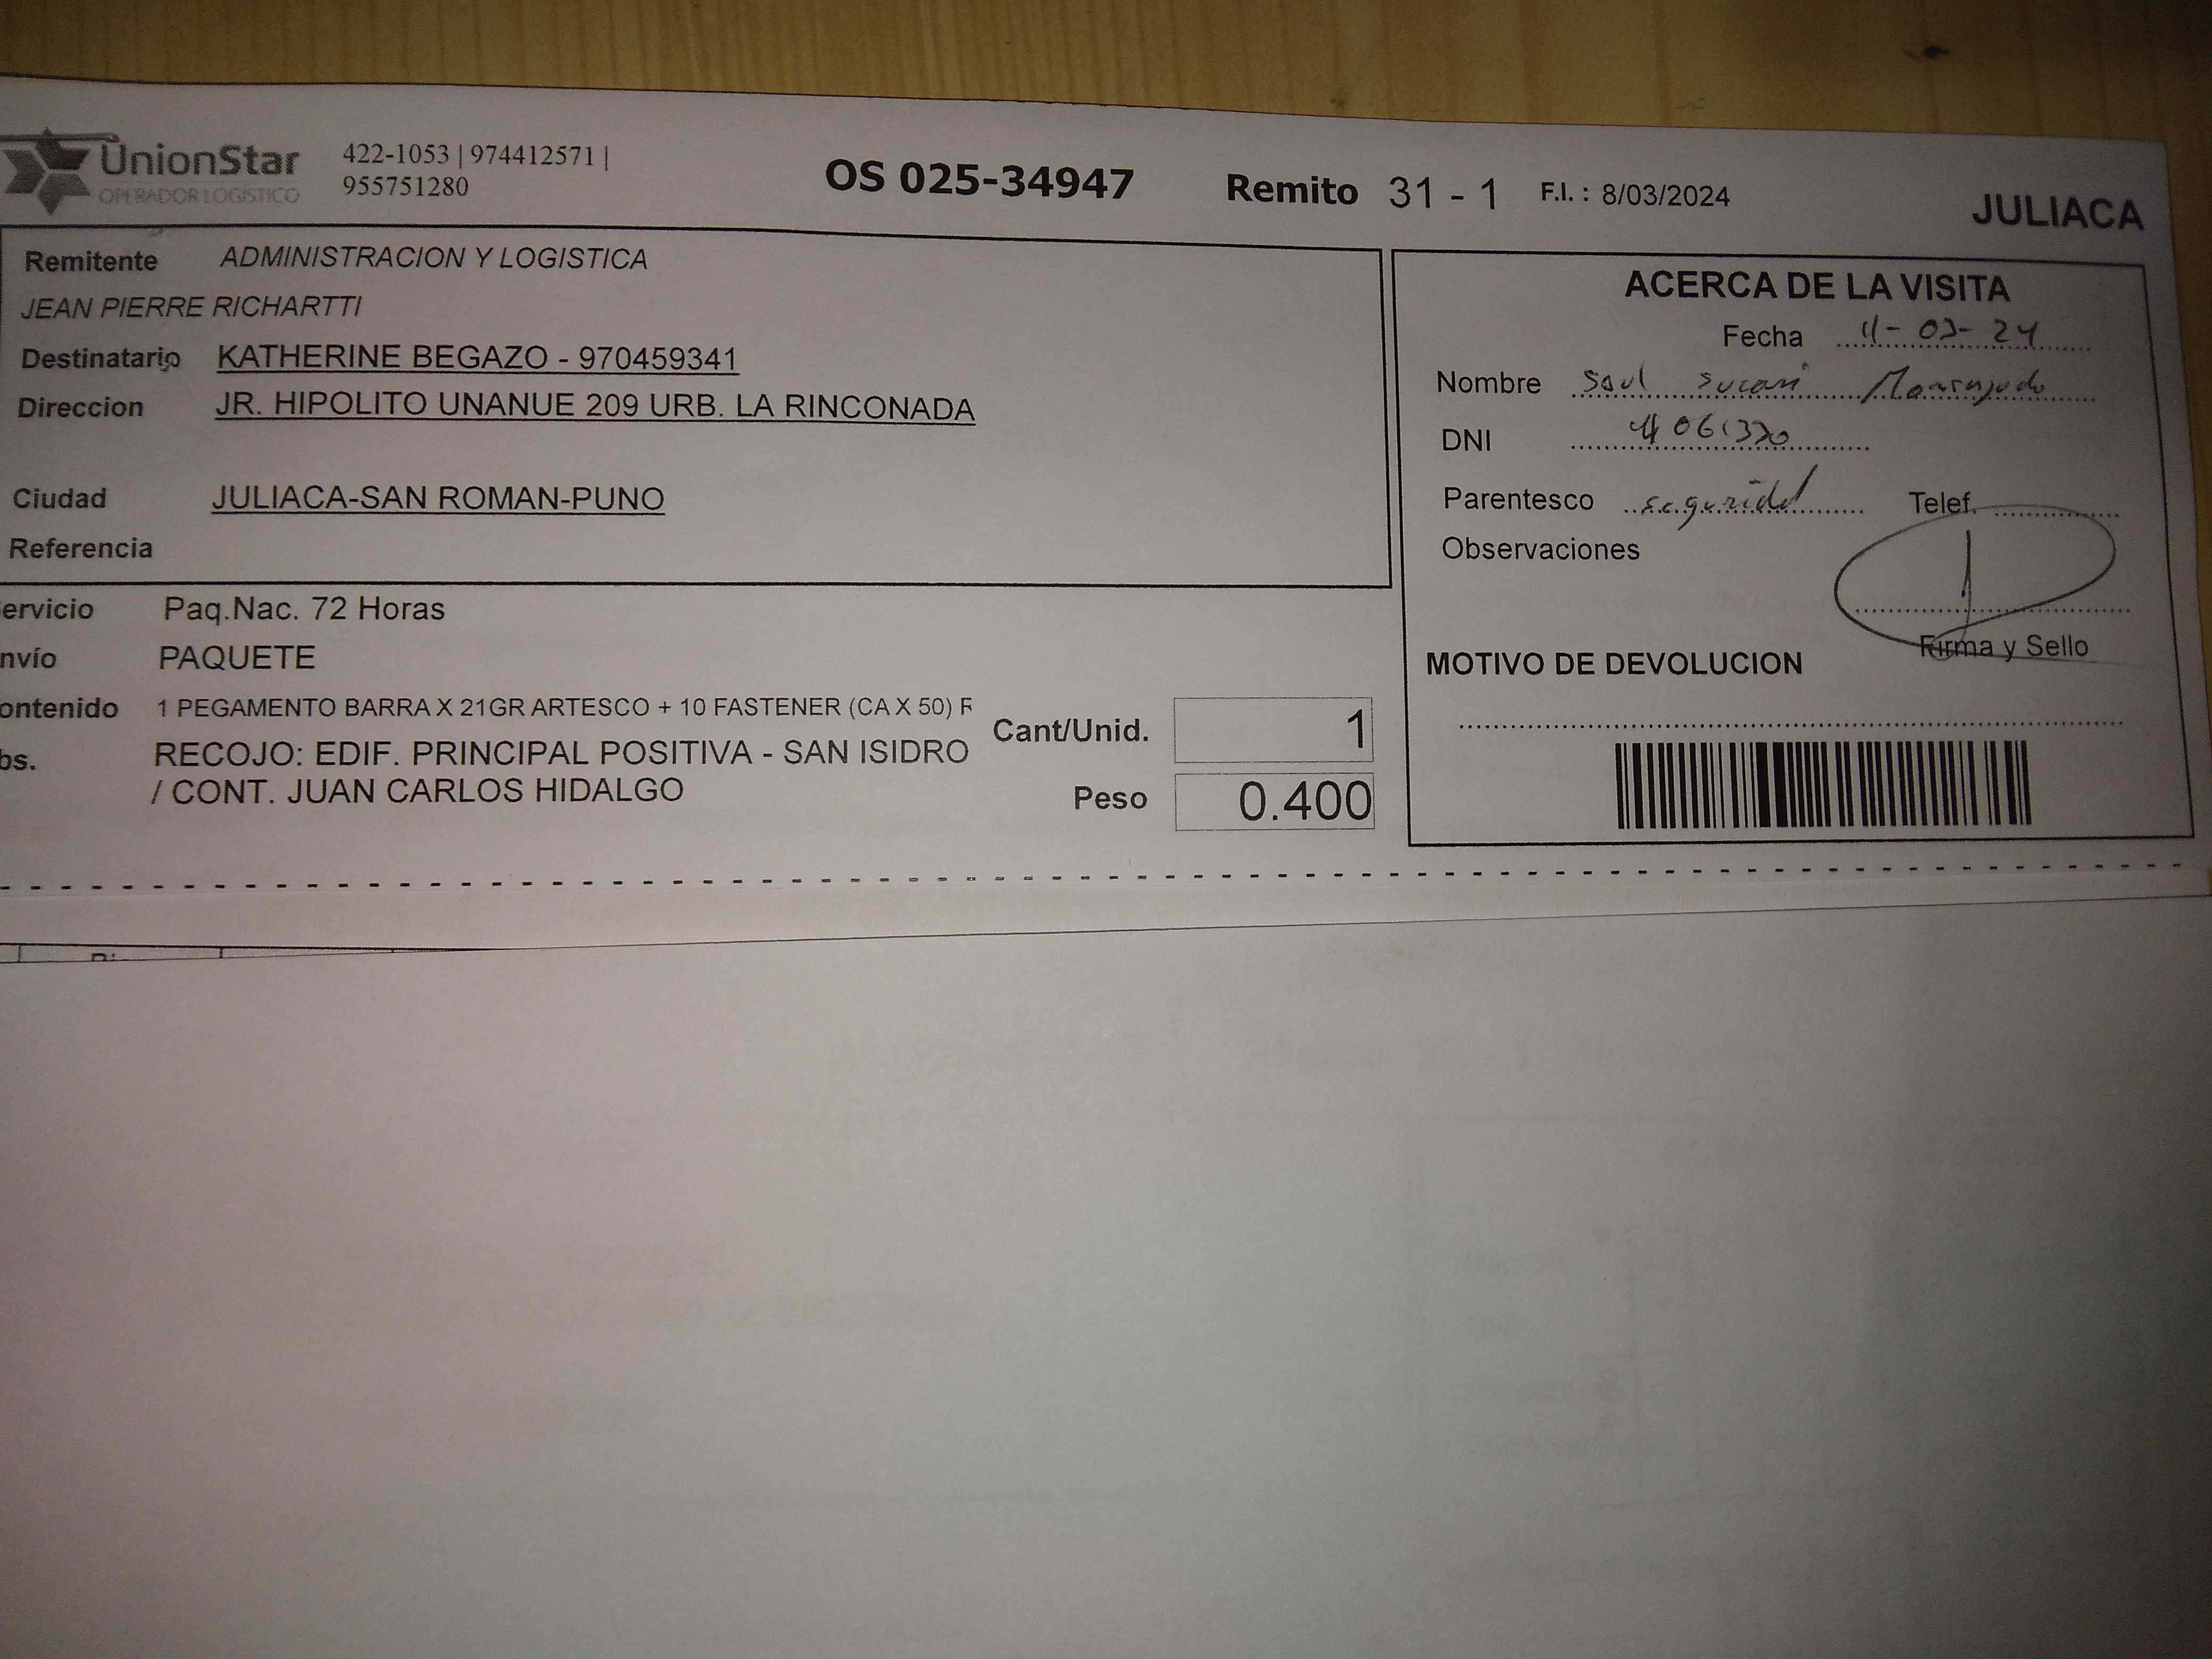 UnionStar
OPERADOR LOGISTICO
422-1053 | 974412571 |
955751280
OS 025-34947
Remito 31 - 1
F.I. : 8/03/2024
JULIACA
Remitente ADMINISTRACION Y LOGISTICA
JEAN PIERRE RICHARTTI
Destinatario KATHERINE BEGAZO - 970459341
Direccion JR. HIPOLITO UNANUE 209 URB. LA RINCONADA
Ciudad JULIACA-SAN ROMAN-PUNO
Referencia
ervicio Paq.Nac. 72 Horas
nvío PAQUETE
ontenido 1 PEGAMENTO BARRA X 21GR ARTESCO + 10 FASTENER (CA X 50) F
bs. RECOJO: EDIF. PRINCIPAL POSITIVA - SAN ISIDRO
/ CONT. JUAN CARLOS HIDALGO
Cant/Unid. 1
Peso 0.400
ACERCA DE LA VISITA
Fecha 11-03-24
Nombre Saul Sucari
DNI
Parentesco seguridad Telef.
Observaciones
Firma y Sello
MOTIVO DE DEVOLUCION